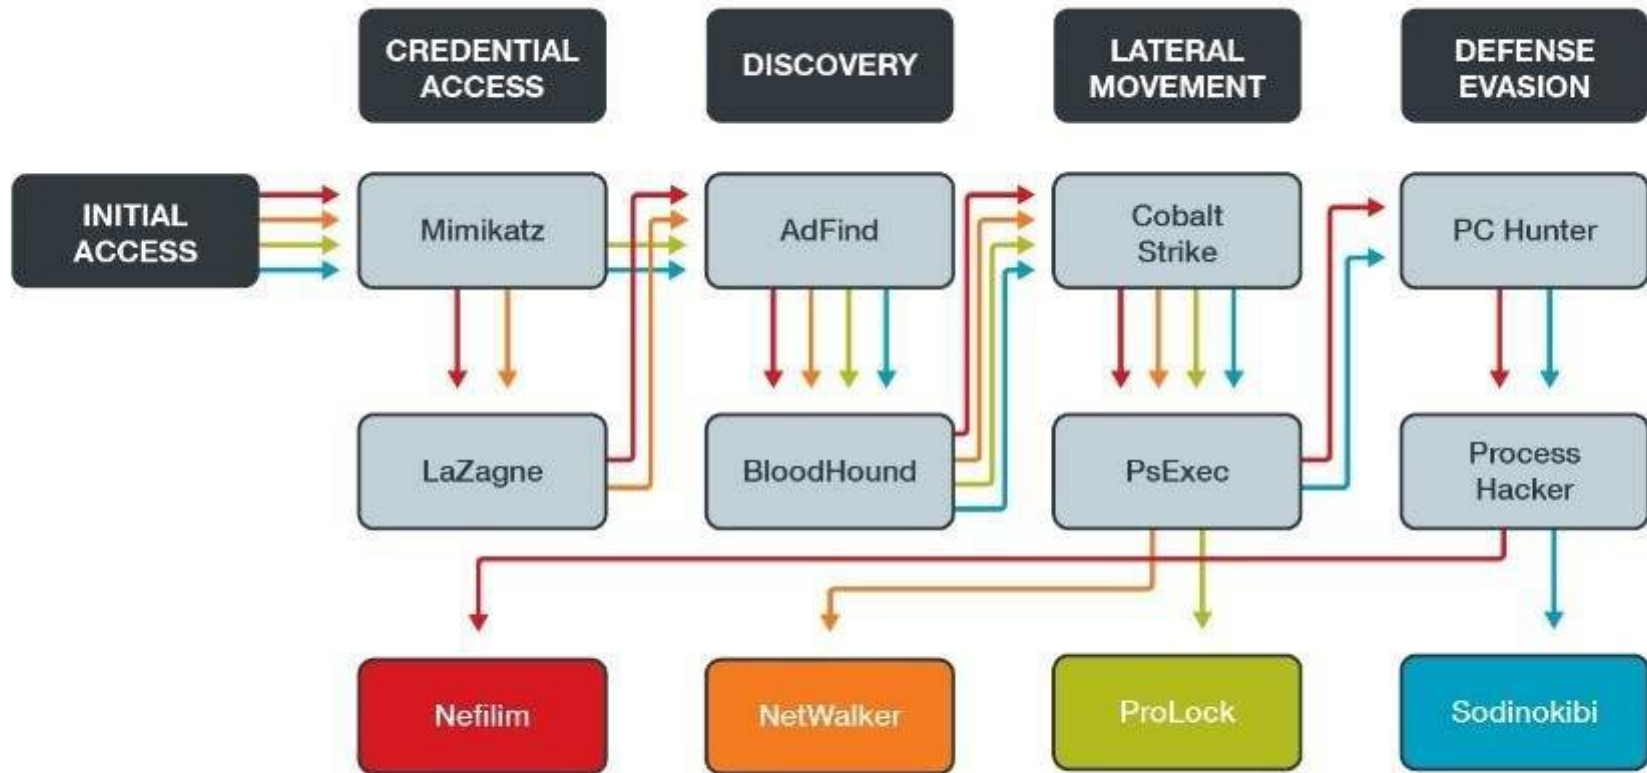 CREDENTIAL
ACCESS
DISCOVERY
LATERAL
MOVEMENT
DEFENSE
EVASION
INITIAL
ACCESS
Mimikatz
AdFind
Cobalt
Strike
PC Hunter
LaZagne
BloodHound
PsExec
Process
Hacker
Nefilim
NetWalker
ProLock
Sodinokibi